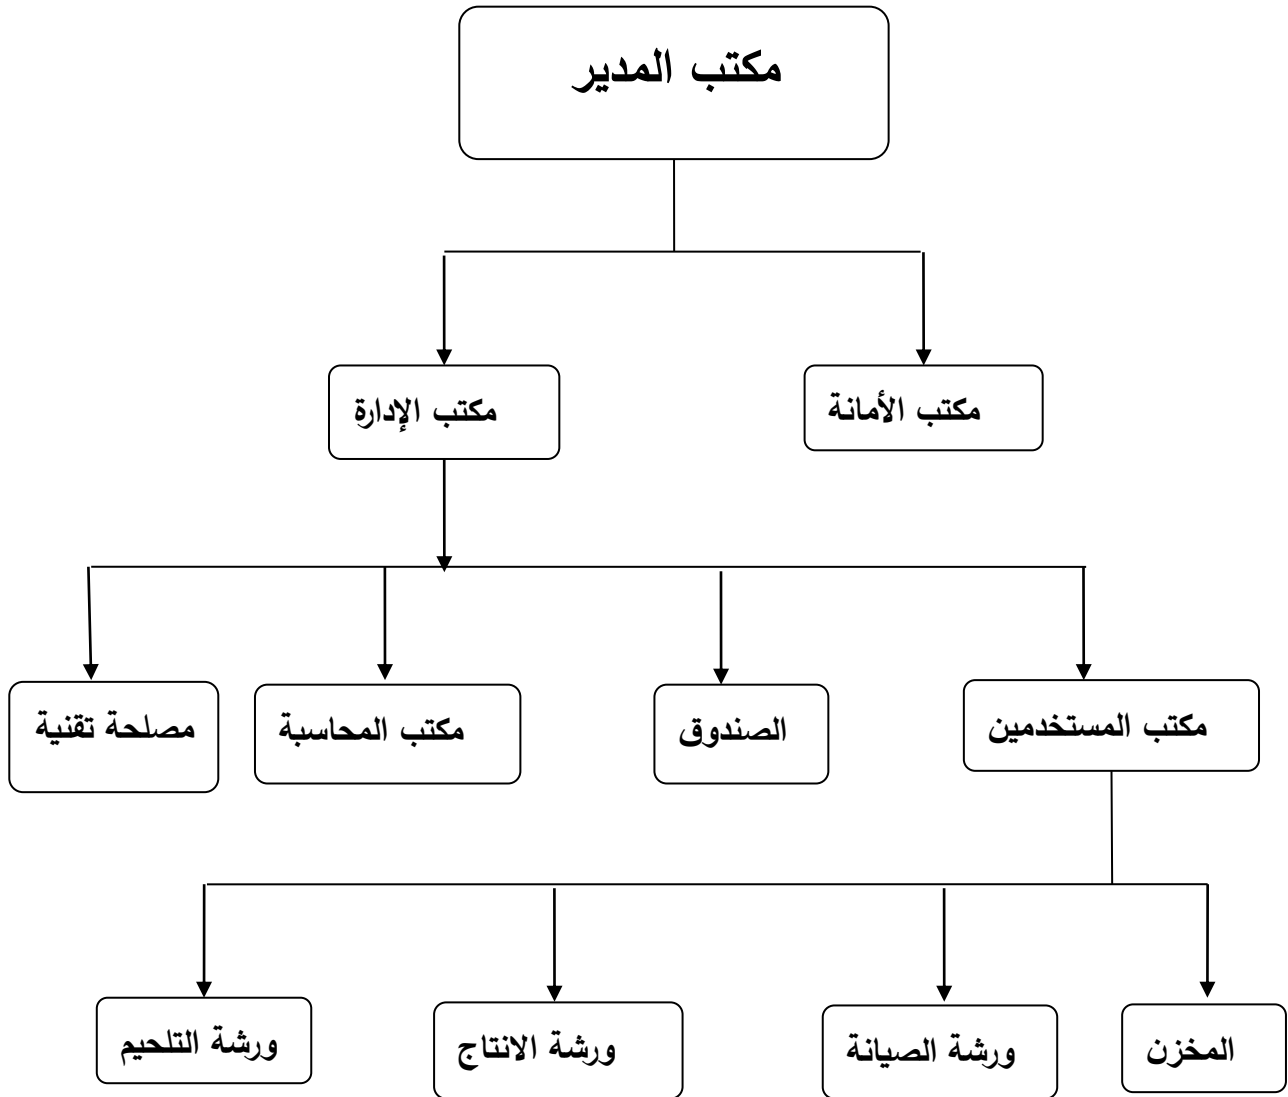 مكتب المدير
مكتب الأمانة
مكتب الإدارة
مكتب المستخدمين
الصندوق
مكتب المحاسبة
مصلحة تقنية
المخزن
ورشة الصيانة
ورشة الانتاج
ورشة التلحيم